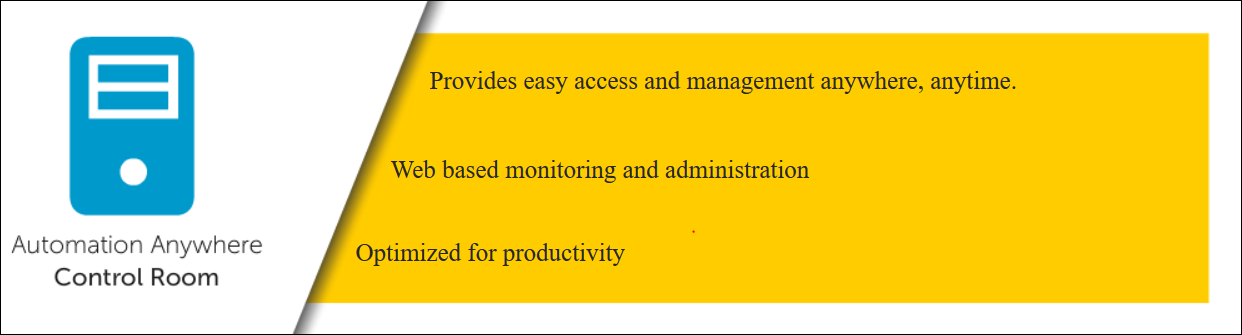 Provides easy access and management anywhere, anytime.
Web based monitoring and administration
Optimized for productivity
Automation Anywhere
Control Room